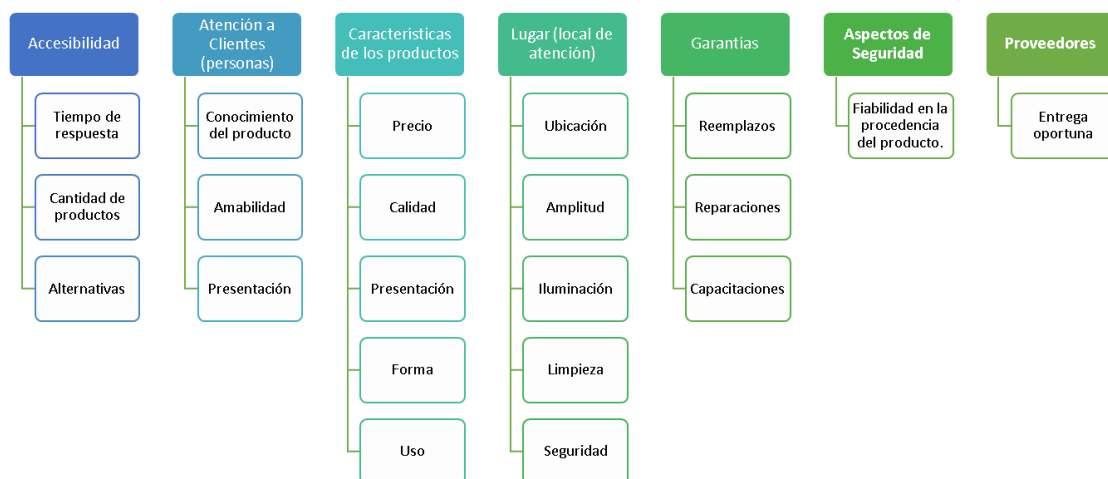 Accesibilidad
Tiempo de
respuesta
Cantidad de
productos
Alternativas
Atención a
Clientes
(personas)
Conocimiento
del producto
Amabilidad
Presentación
Características
de los productos
Precio
Calidad
Presentación
Forma
Uso
Lugar (local de
atención)
Ubicación
Amplitud
Iluminación
Limpieza
Seguridad
Garantías
Reemplazos
Reparaciones
Capacitaciones
Aspectos de
Seguridad
Fiabilidad en la
procedencia
del producto.
Proveedores
Entrega
oportuna